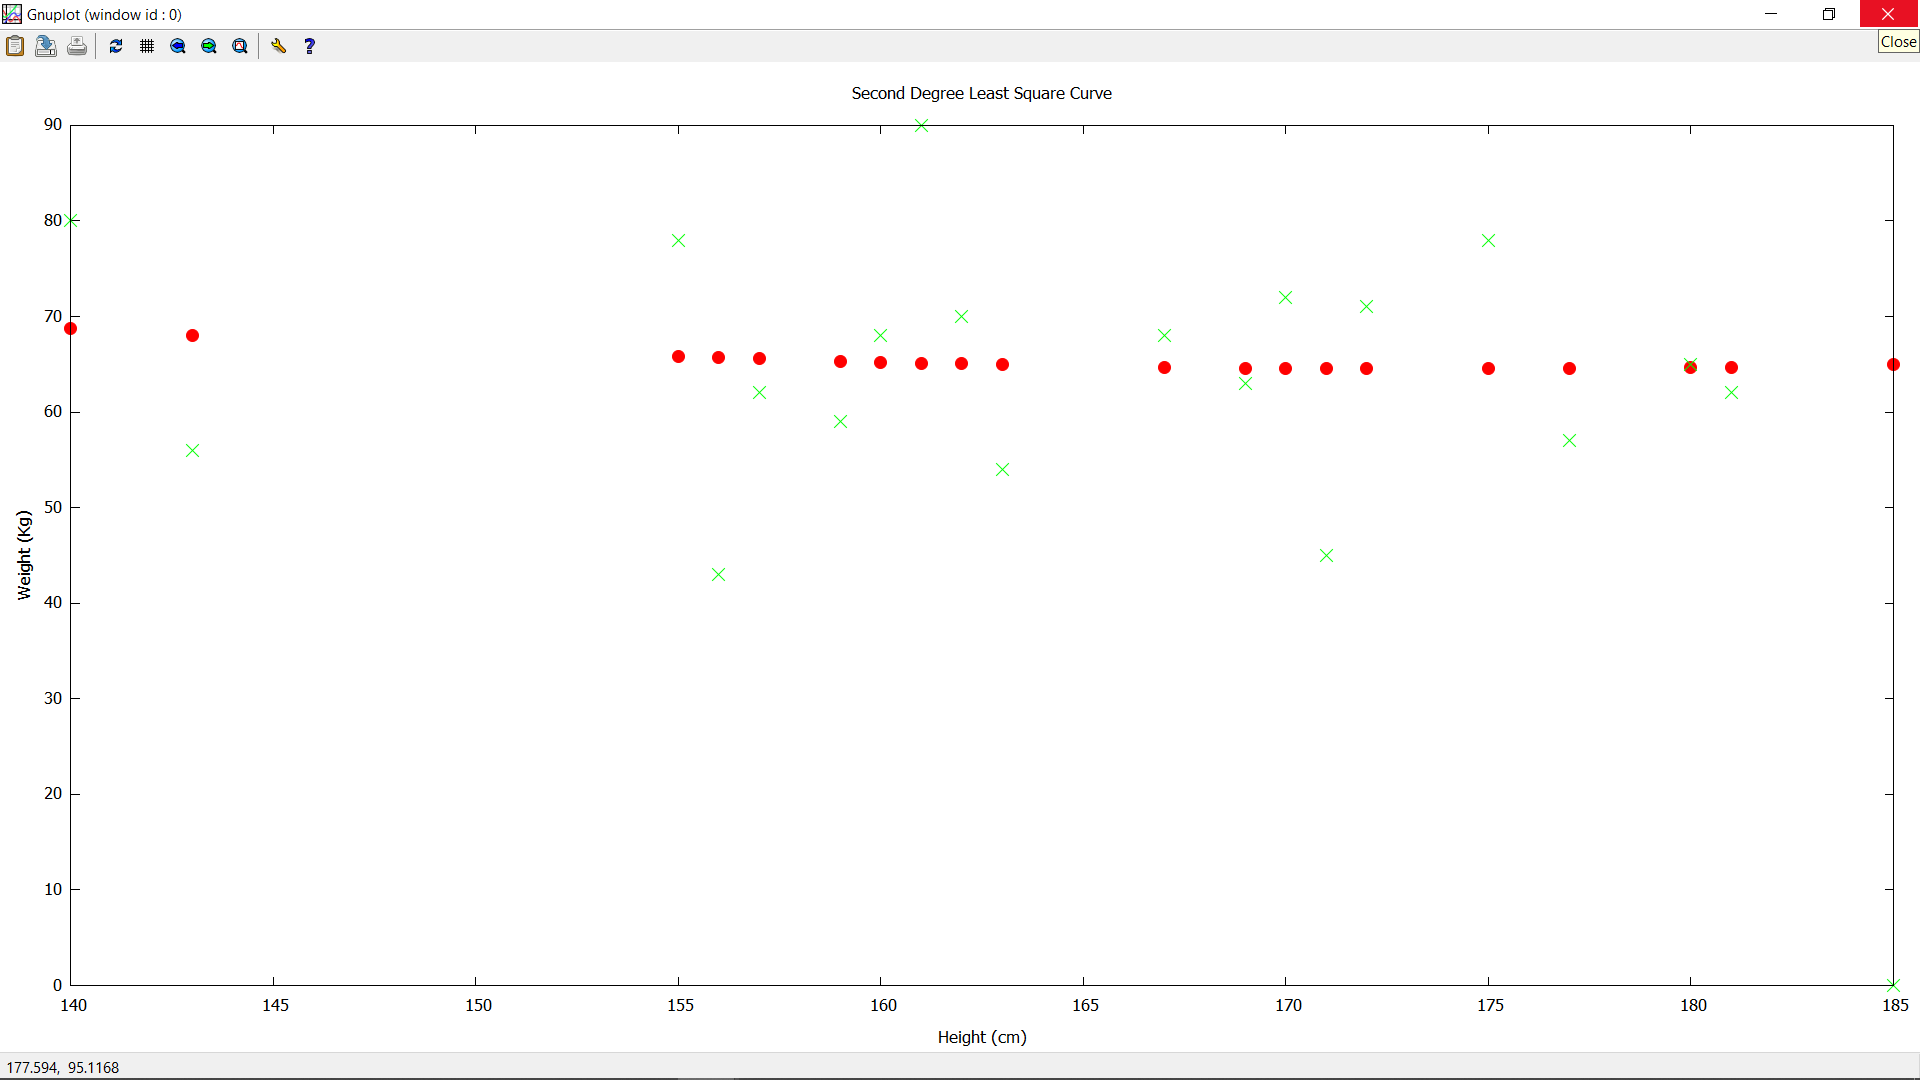 Gnuplot (window id : 0)
Close
Second Degree Least Square Curve
90
80
70
60
50
40
30
20
10
0
Weight (Kg)
140 145 150 155 160 165 170 175 180 185
Height (cm)
177.594, 95.1168